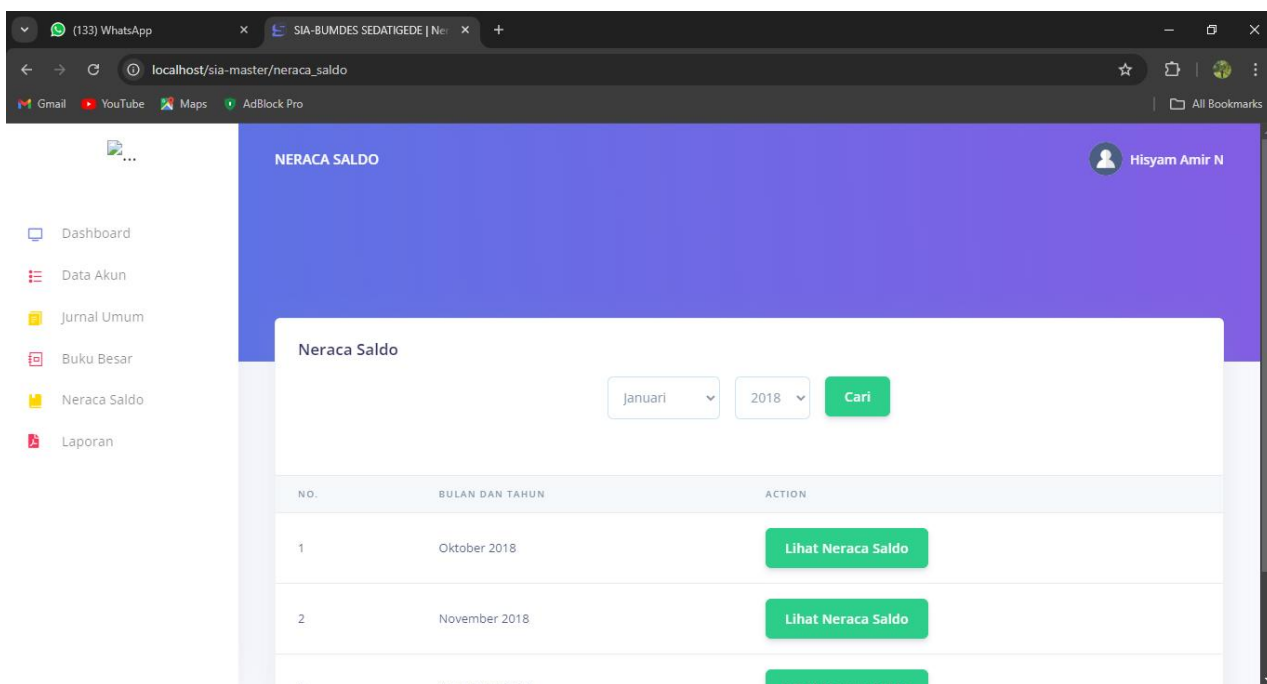 (133) WhatsApp
SIA-BUMDES SEDATIGEDE | Ner
localhost/sia-master/neraca_saldo
Gmail YouTube Maps AdBlock Pro All Bookmarks
...
NERACA SALDO
Hisyam Amir N
Dashboard
Data Akun
Jurnal Umum
Buku Besar
Neraca Saldo
Laporan
Neraca Saldo
Januari 2018 Cari
NO. BULAN DAN TAHUN ACTION
1 Oktober 2018 Lihat Neraca Saldo
2 November 2018 Lihat Neraca Saldo